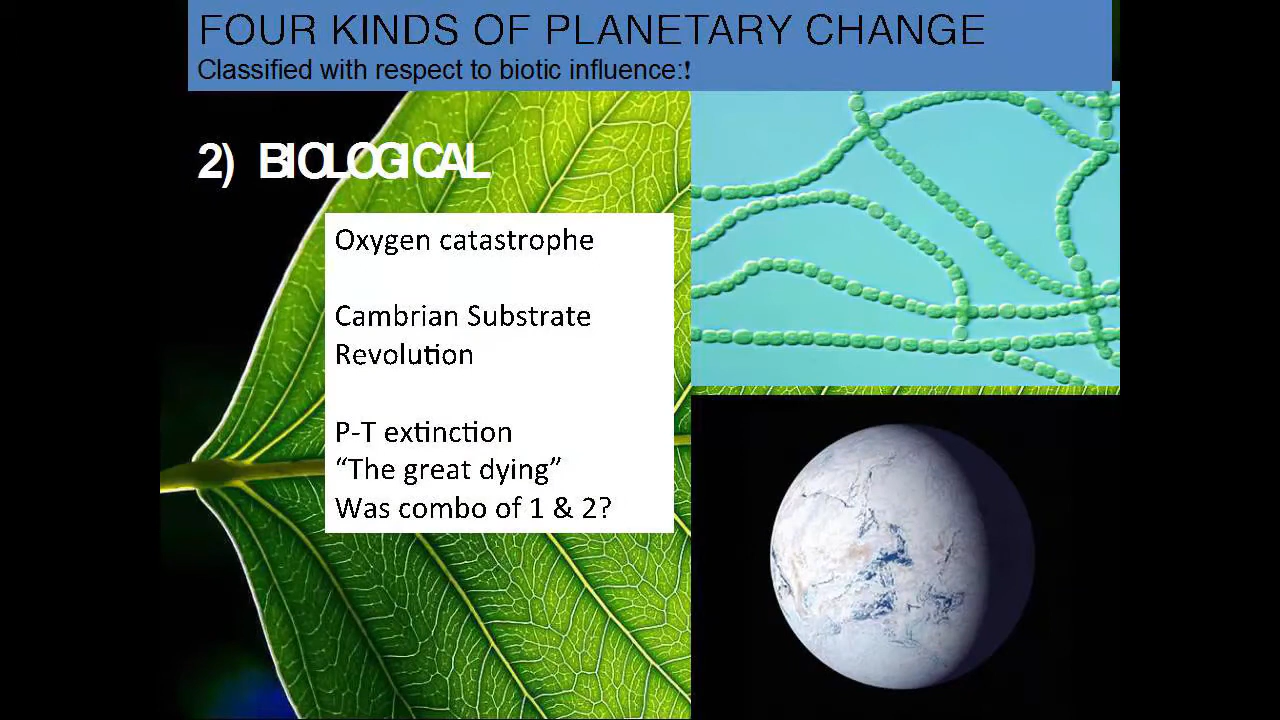 FOUR KINDS OF PLANETARY CHANGE
Classified with respect to biotic influence:!
2) BIOLOGICAL
Oxygen catastrophe
Cambrian Substrate
Revolution
P-T extinction
“The great dying”
Was combo of 1 & 2?